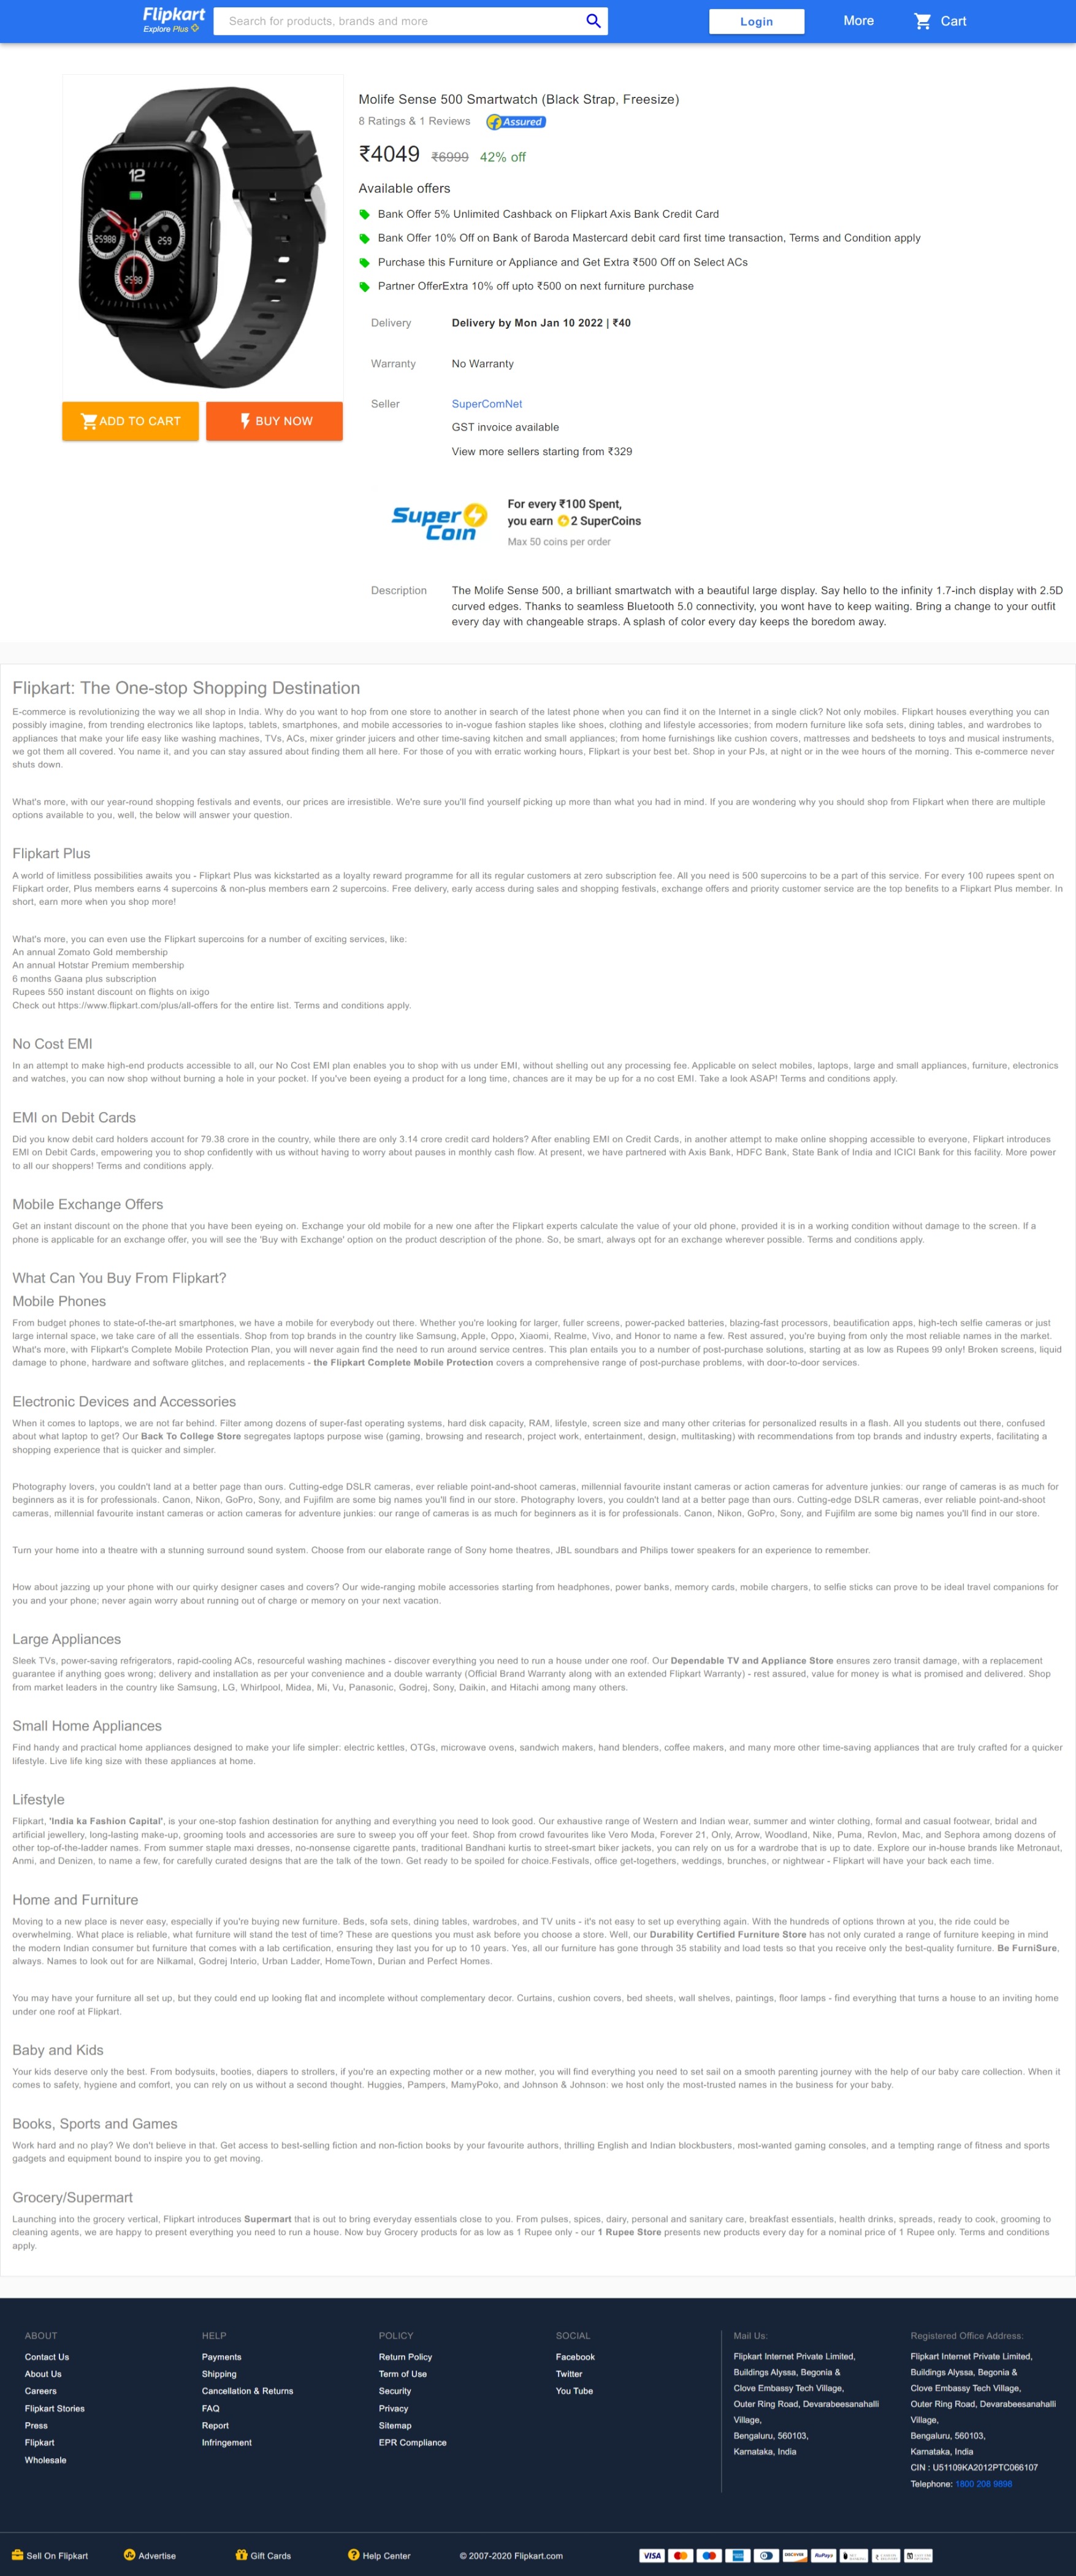 Flipkart
Explore Plus
Search for products, brands and more
Login
More
Cart
12
25988
259
2598
ADD TO CART
BUY NOW
Molife Sense 500 Smartwatch (Black Strap, Freesize)
8 Ratings & 1 Reviews
Assured
₹4049 ₹6999 42% off
Available offers
Bank Offer 5% Unlimited Cashback on Flipkart Axis Bank Credit Card
Bank Offer 10% Off on Bank of Baroda Mastercard debit card first time transaction, Terms and Condition apply
Purchase this Furniture or Appliance and Get Extra ₹500 Off on Select ACs
Partner OfferExtra 10% off upto ₹500 on next furniture purchase
Delivery Delivery by Mon Jan 10 2022 | ₹40
Warranty No Warranty
Seller SuperComNet
GST invoice available
View more sellers starting from ₹329
Super Coin
For every ₹100 Spent,
you earn 2 SuperCoins
Max 50 coins per order
Description The Molife Sense 500, a brilliant smartwatch with a beautiful large display. Say hello to the infinity 1.7-inch display with 2.5D
curved edges. Thanks to seamless Bluetooth 5.0 connectivity, you wont have to keep waiting. Bring a change to your outfit
every day with changeable straps. A splash of color every day keeps the boredom away.
Flipkart: The One-stop Shopping Destination
E-commerce is revolutionizing the way we all shop in India. Why do you want to hop from one store to another in search of the latest phone when you can find it on the Internet in a single click? Not only mobiles. Flipkart houses everything you can
possibly imagine, from trending electronics like laptops, tablets, smartphones, and mobile accessories to in-vogue fashion staples like shoes, clothing and lifestyle accessories; from modern furniture like sofa sets, dining tables, and wardrobes to
appliances that make your life easy like washing machines, TVs, ACs, mixer grinder juicers and other time-saving kitchen and small appliances; from home furnishings like cushion covers, mattresses and bedsheets to toys and musical instruments,
we got them all covered. You name it, and you can stay assured about finding them all here. For those of you with erratic working hours, Flipkart is your best bet. Shop in your PJs, at night or in the wee hours of the morning. This e-commerce never
shuts down.
What's more, with our year-round shopping festivals and events, our prices are irresistible. We're sure you'll find yourself picking up more than what you had in mind. If you are wondering why you should shop from Flipkart when there are multiple
options available to you, well, the below will answer your question.
Flipkart Plus
A world of limitless possibilities awaits you - Flipkart Plus was kickstarted as a loyalty reward programme for all its regular customers at zero subscription fee. All you need is 500 supercoins to be a part of this service. For every 100 rupees spent on
Flipkart order, Plus members earns 4 supercoins & non-plus members earn 2 supercoins. Free delivery, early access during sales and shopping festivals, exchange offers and priority customer service are the top benefits to a Flipkart Plus member. In
short, earn more when you shop more!
What's more, you can even use the Flipkart supercoins for a number of exciting services, like:
An annual Zomato Gold membership
An annual Hotstar Premium membership
6 months Gaana plus subscription
Rupees 550 instant discount on flights on ixigo
Check out https://www.flipkart.com/plus/all-offers for the entire list. Terms and conditions apply.
No Cost EMI
In an attempt to make high-end products accessible to all, our No Cost EMI plan enables you to shop with us under EMI, without shelling out any processing fee. Applicable on select mobiles, laptops, large and small appliances, furniture, electronics
and watches, you can now shop without burning a hole in your pocket. If you've been eyeing a product for a long time, chances are it may be up for a no cost EMI. Take a look ASAP! Terms and conditions apply.
EMI on Debit Cards
Did you know debit card holders account for 79.38 crore in the country, while there are only 3.14 crore credit card holders? After enabling EMI on Credit Cards, in another attempt to make online shopping accessible to everyone, Flipkart introduces
EMI on Debit Cards, empowering you to shop confidently with us without having to worry about pauses in monthly cash flow. At present, we have partnered with Axis Bank, HDFC Bank, State Bank of India and ICICI Bank for this facility. More power
to all our shoppers! Terms and conditions apply.
Mobile Exchange Offers
Get an instant discount on the phone that you have been eyeing on. Exchange your old mobile for a new one after the Flipkart experts calculate the value of your old phone, provided it is in a working condition without damage to the screen. If a
phone is applicable for an exchange offer, you will see the 'Buy with Exchange' option on the product description of the phone. So, be smart, always opt for an exchange wherever possible. Terms and conditions apply.
What Can You Buy From Flipkart?
Mobile Phones
From budget phones to state-of-the-art smartphones, we have a mobile for everybody out there. Whether you're looking for larger, fuller screens, power-packed batteries, blazing-fast processors, beautification apps, high-tech selfie cameras or just
large internal space, we take care of all the essentials. Shop from top brands in the country like Samsung, Apple, Oppo, Xiaomi, Realme, Vivo, and Honor to name a few. Rest assured, you're buying from only the most reliable names in the market.
What's more, with Flipkart's Complete Mobile Protection Plan, you will never again find the need to run around service centres. This plan entails you to a number of post-purchase solutions, starting at as low as Rupees 99 only! Broken screens, liquid
damage to phone, hardware and software glitches, and replacements - the Flipkart Complete Mobile Protection covers a comprehensive range of post-purchase problems, with door-to-door services.
Electronic Devices and Accessories
When it comes to laptops, we are not far behind. Filter among dozens of super-fast operating systems, hard disk capacity, RAM, lifestyle, screen size and many other criterias for personalized results in a flash. All you students out there, confused
about what laptop to get? Our Back To College Store segregates laptops purpose wise (gaming, browsing and research, project work, entertainment, design, multitasking) with recommendations from top brands and industry experts, facilitating a
shopping experience that is quicker and simpler.
Photography lovers, you couldn't land at a better page than ours. Cutting-edge DSLR cameras, ever reliable point-and-shoot cameras, millennial favourite instant cameras or action cameras for adventure junkies: our range of cameras is as much for
beginners as it is for professionals. Canon, Nikon, GoPro, Sony, and Fujifilm are some big names you'll find in our store. Photography lovers, you couldn't land at a better page than ours. Cutting-edge DSLR cameras, ever reliable point-and-shoot
cameras, millennial favourite instant cameras or action cameras for adventure junkies: our range of cameras is as much for beginners as it is for professionals. Canon, Nikon, GoPro, Sony, and Fujifilm are some big names you'll find in our store.
Turn your home into a theatre with a stunning surround sound system. Choose from our elaborate range of Sony home theatres, JBL soundbars and Philips tower speakers for an experience to remember.
How about jazzing up your phone with our quirky designer cases and covers? Our wide-ranging mobile accessories starting from headphones, power banks, memory cards, mobile chargers, to selfie sticks can prove to be ideal travel companions for
you and your phone; never again worry about running out of charge or memory on your next vacation.
Large Appliances
Sleek TVs, power-saving refrigerators, rapid-cooling ACs, resourceful washing machines - discover everything you need to run a house under one roof. Our Dependable TV and Appliance Store ensures zero transit damage, with a replacement
guarantee if anything goes wrong; delivery and installation as per your convenience and a double warranty (Official Brand Warranty along with an extended Flipkart Warranty) - rest assured, value for money is what is promised and delivered. Shop
from market leaders in the country like Samsung, LG, Whirlpool, Midea, Mi, Vu, Panasonic, Godrej, Sony, Daikin, and Hitachi among many others.
Small Home Appliances
Find handy and practical home appliances designed to make your life simpler: electric kettles, OTGs, microwave ovens, sandwich makers, hand blenders, coffee makers, and many more other time-saving appliances that are truly crafted for a quicker
lifestyle. Live life king size with these appliances at home.
Lifestyle
Flipkart, 'India ka Fashion Capital', is your one-stop fashion destination for anything and everything you need to look good. Our exhaustive range of Western and Indian wear, summer and winter clothing, formal and casual footwear, bridal and
artificial jewellery, long-lasting make-up, grooming tools and accessories are sure to sweep you off your feet. Shop from crowd favourites like Vero Moda, Forever 21, Only, Arrow, Woodland, Nike, Puma, Revlon, Mac, and Sephora among dozens of
other top-of-the-ladder names. From summer staple maxi dresses, no-nonsense cigarette pants, traditional Bandhani kurtis to street-smart biker jackets, you can rely on us for a wardrobe that is up to date. Explore our in-house brands like Metronaut,
Anmi, and Denizen, to name a few, for carefully curated designs that are the talk of the town. Get ready to be spoiled for choice.Festivals, office get-togethers, weddings, brunches, or nightwear - Flipkart will have your back each time.
Home and Furniture
Moving to a new place is never easy, especially if you're buying new furniture. Beds, sofa sets, dining tables, wardrobes, and TV units - it's not easy to set up everything again. With the hundreds of options thrown at you, the ride could be
overwhelming. What place is reliable, what furniture will stand the test of time? These are questions you must ask before you choose a store. Well, our Durability Certified Furniture Store has not only curated a range of furniture keeping in mind
the modern Indian consumer but furniture that comes with a lab certification, ensuring they last you for up to 10 years. Yes, all our furniture has gone through 35 stability and load tests so that you receive only the best-quality furniture. Be FurniSure,
always. Names to look out for are Nilkamal, Godrej Interio, Urban Ladder, HomeTown, Durian and Perfect Homes.
You may have your furniture all set up, but they could end up looking flat and incomplete without complementary decor. Curtains, cushion covers, bed sheets, wall shelves, paintings, floor lamps - find everything that turns a house to an inviting home
under one roof at Flipkart.
Baby and Kids
Your kids deserve only the best. From bodysuits, booties, diapers to strollers, if you're an expecting mother or a new mother, you will find everything you need to set sail on a smooth parenting journey with the help of our baby care collection. When it
comes to safety, hygiene and comfort, you can rely on us without a second thought. Huggies, Pampers, MamyPoko, and Johnson & Johnson: we host only the most-trusted names in the business for your baby.
Books, Sports and Games
Work hard and no play? We don't believe in that. Get access to best-selling fiction and non-fiction books by your favourite authors, thrilling English and Indian blockbusters, most-wanted gaming consoles, and a tempting range of fitness and sports
gadgets and equipment bound to inspire you to get moving.
Grocery/Supermart
Launching into the grocery vertical, Flipkart introduces Supermart that is out to bring everyday essentials close to you. From pulses, spices, dairy, personal and sanitary care, breakfast essentials, health drinks, spreads, ready to cook, grooming to
cleaning agents, we are happy to present everything you need to run a house. Now buy Grocery products for as low as 1 Rupee only - our 1 Rupee Store presents new products every day for a nominal price of 1 Rupee only. Terms and conditions
apply.
ABOUT
Contact Us
About Us
Careers
Flipkart Stories
Press
Flipkart
Wholesale
HELP
Payments
Shipping
Cancellation & Returns
FAQ
Report
Infringement
POLICY
Return Policy
Term of Use
Security
Privacy
Sitemap
EPR Compliance
SOCIAL
Facebook
Twitter
You Tube
Mail Us:
Flipkart Internet Private Limited,
Buildings Alyssa, Begonia &
Clove Embassy Tech Village,
Outer Ring Road, Devarabeesanahalli
Village,
Bengaluru, 560103,
Karnataka, India
Registered Office Address:
Flipkart Internet Private Limited,
Buildings Alyssa, Begonia &
Clove Embassy Tech Village,
Outer Ring Road, Devarabeesanahalli
Village,
Bengaluru, 560103,
Karnataka, India
CIN : U51109KA2012PTC066107
Telephone: 1800 208 9898
Sell On Flipkart
Advertise
Gift Cards
Help Center
© 2007-2020 Flipkart.com
VISA
DISCOVER
RuPay